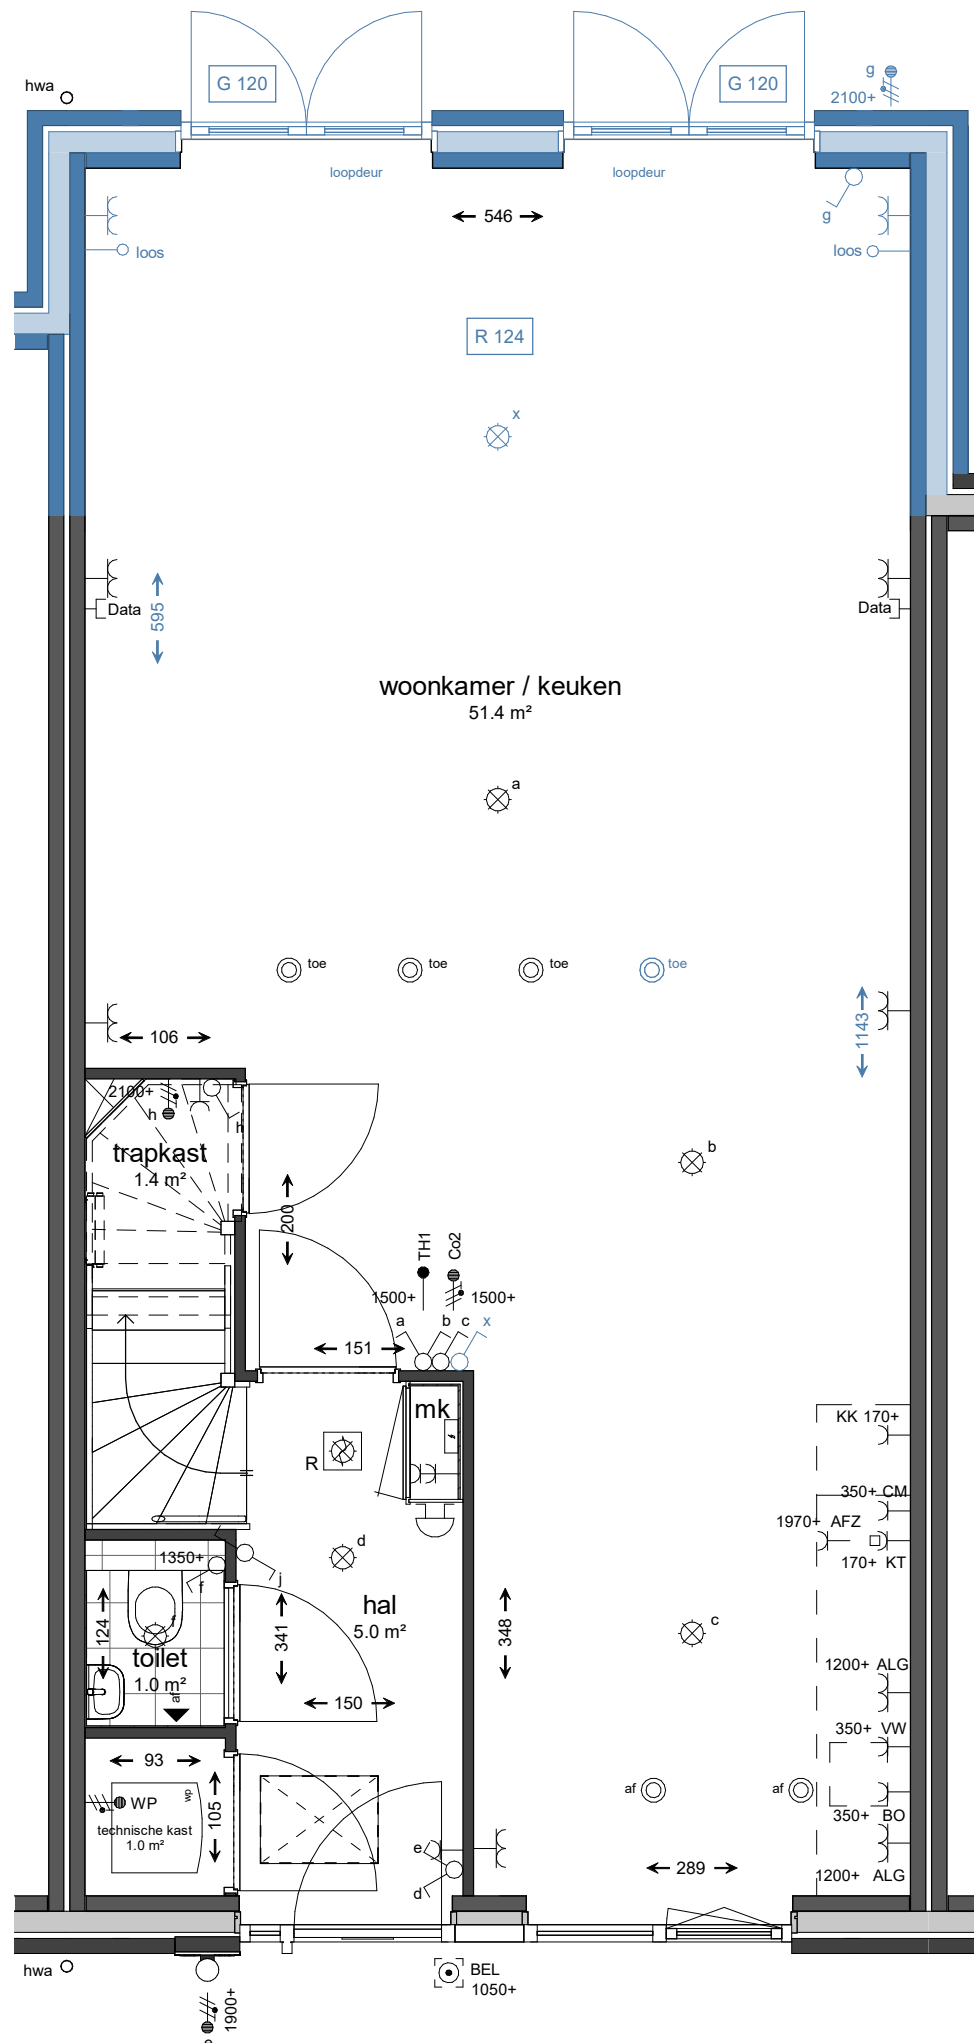 hwa
G 120
G 120
g
2100+
loopdeur
loopdeur
546
g
loos
loos
R 124
x
595
Data
Data
woonkamer / keuken
51.4 m²
a
toe
toe
toe
toe
106
1143
2100+
h
h
trapkast
1.4 m²
b
200
TH1
Co2
1500+
1500+
a
b
c
x
151
mk
KK 170+
R
350+ CM
1970+ AFZ
170+ KT
1350+
f
j
d
124
f
341
hal
5.0 m²
348
c
toilet
1.0 m²
af
1200+ ALG
150
350+ VW
93
105
WP
wp
technische kast
1.0 m²
af
af
350+ BO
e
d
289
1200+ ALG
hwa
BEL
1050+
1900+
e